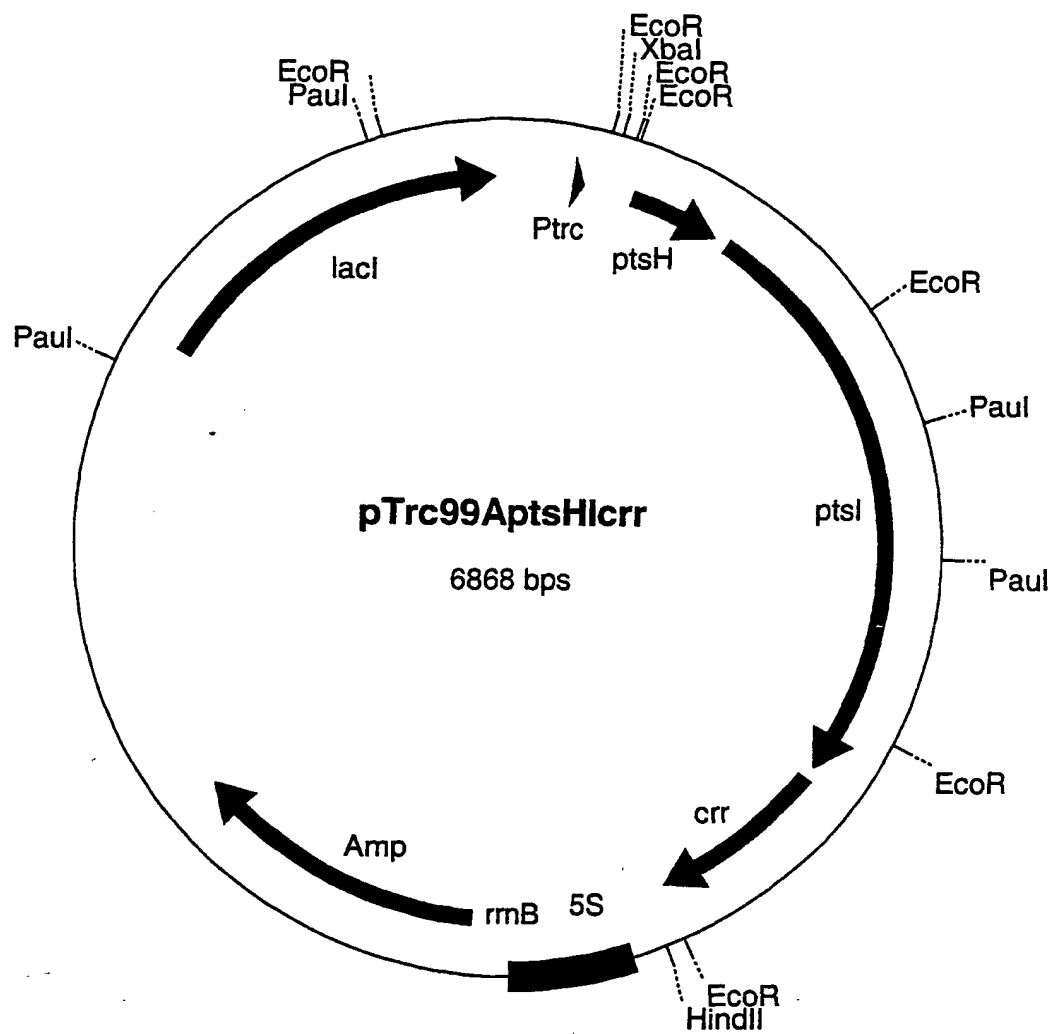 EcoR
XbaI
EcoR
EcoR
EcoR
PauI
Ptrc
ptsH
lacI
EcoR
PauI
PauI
pTrc99AptsHIcrr
ptsI
6868 bps
PauI
EcoR
crr
Amp
rrnB
5S
EcoR
HindII